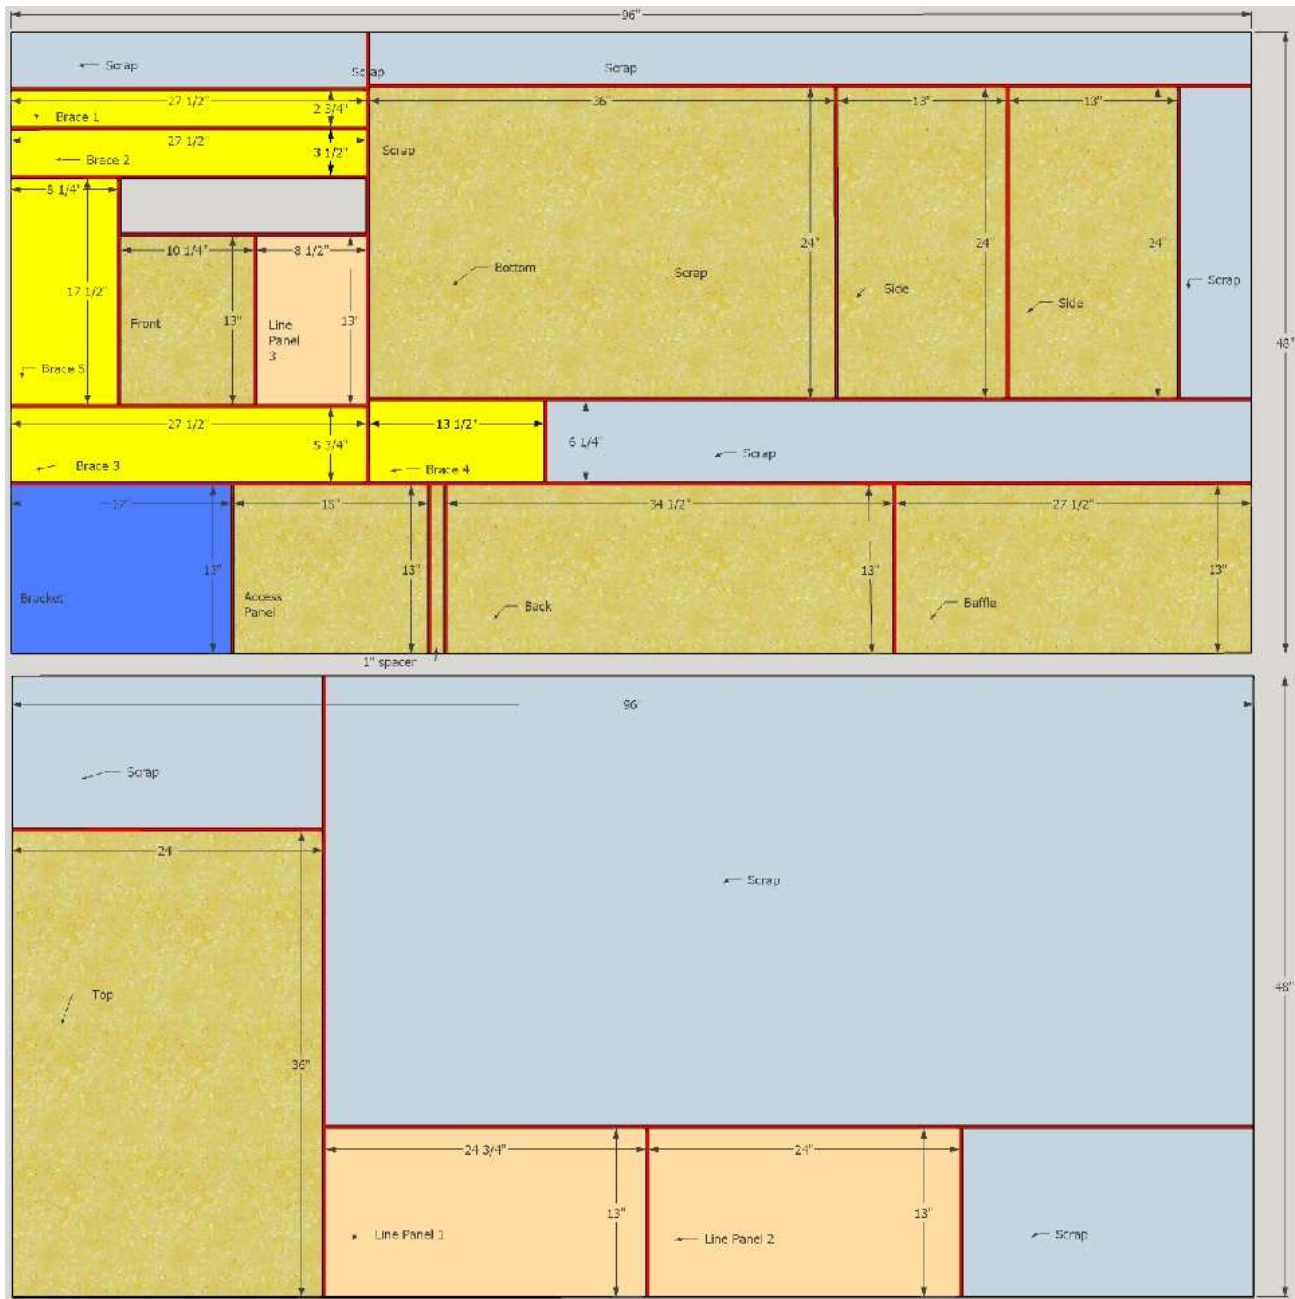 96"
Scrap
Scrap
Scrap
27 1/2"
2 3/4"
36"
13"
13"
Brace 1
27 1/2"
3 1/2"
Brace 2
Scrap
8 1/4"
10 1/4"
8 1/2"
24"
24"
24"
Bottom
Scrap
Scrap
17 1/2"
Side
Side
Front
13"
Line
Panel
3
13"
48"
Brace 5
27 1/2"
13 1/2"
5 3/4"
6 1/4"
Brace 3
Brace 4
Scrap
17"
15"
34 1/2"
27 1/2"
13"
13"
13"
13"
Bracket
Access
Panel
Back
Baffle
1" spacer
96
Scrap
24
Scrap
Top
48"
36"
24 3/4"
24"
13"
13"
Line Panel 1
Line Panel 2
Scrap